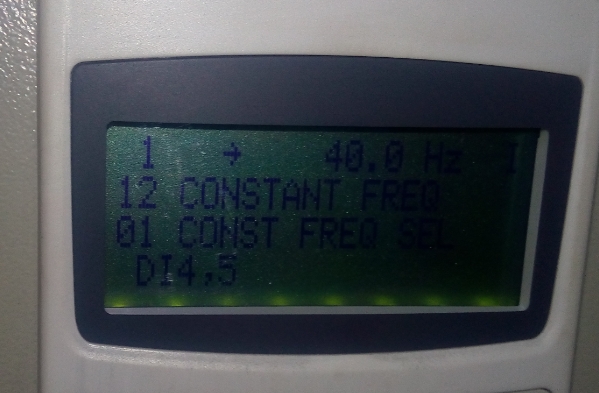 1 → 40.0 Hz I
12 CONSTANT FREQ
01 CONST FREQ SEL
DI4,5